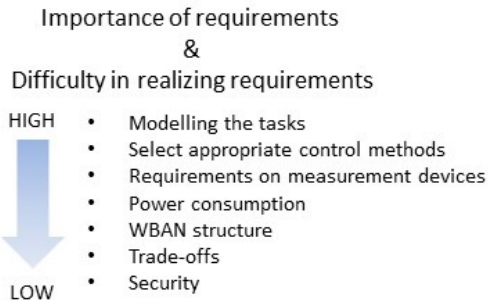 Importance of requirements
&
Difficulty in realizing requirements
HIGH
• Modelling the tasks
• Select appropriate control methods
• Requirements on measurement devices
• Power consumption
• WBAN structure
• Trade-offs
• Security
LOW